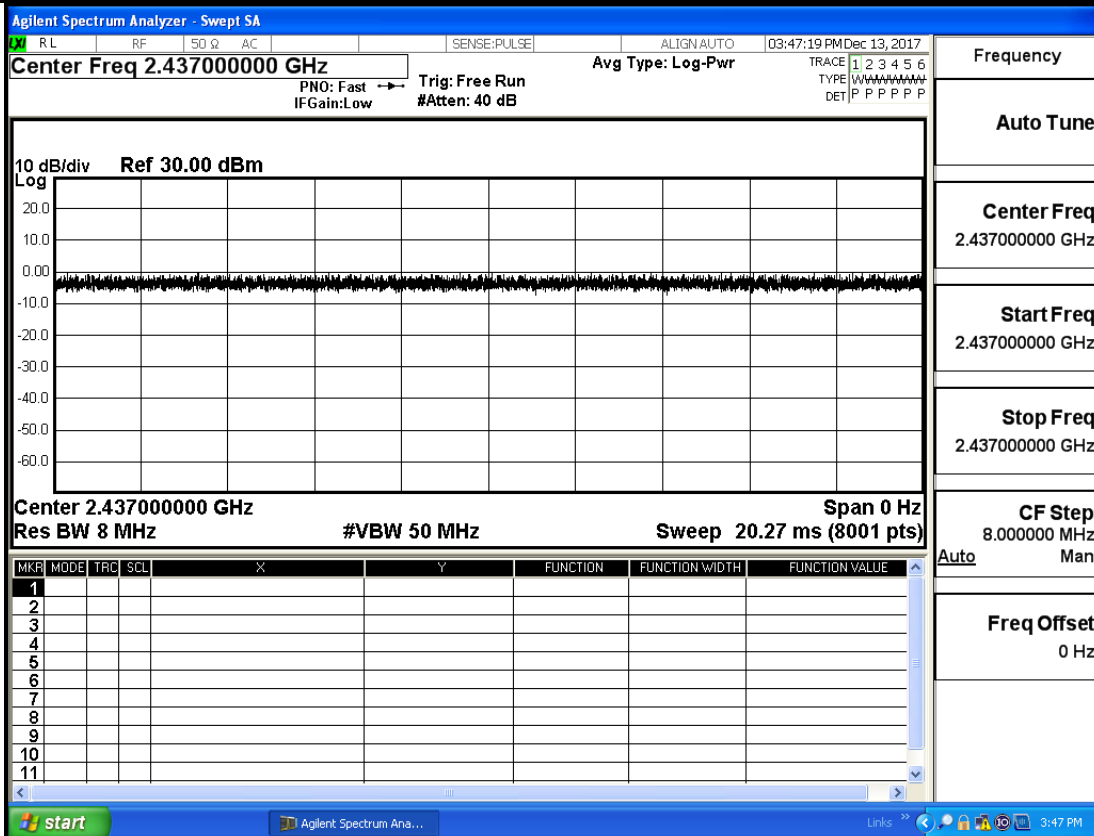 Agilent Spectrum Analyzer - Swept SA
LXI RL RF 50 Ω AC SENSE:PULSE ALIGN AUTO 03:47:19 PM Dec 13, 2017
Center Freq 2.437000000 GHz
PNO: Fast
IFGain:Low
Trig: Free Run
#Atten: 40 dB
Avg Type: Log-Pwr
TRACE 1 2 3 4 5 6
TYPE WWWWWW
DET P P P P P P
10 dB/div Ref 30.00 dBm
Log
20.0
10.0
0.00
-10.0
-20.0
-30.0
-40.0
-50.0
-60.0
Center 2.437000000 GHz Span 0 Hz
Res BW 8 MHz #VBW 50 MHz Sweep 20.27 ms (8001 pts)
MKR MODE TRC SCL X Y FUNCTION FUNCTION WIDTH FUNCTION VALUE
1
2
3
4
5
6
7
8
9
10
11
Frequency
Auto Tune
Center Freq
2.437000000 GHz
Start Freq
2.437000000 GHz
Stop Freq
2.437000000 GHz
CF Step
8.000000 MHz
Auto Man
Freq Offset
0 Hz
start Agilent Spectrum Ana... Links » 3:47 PM